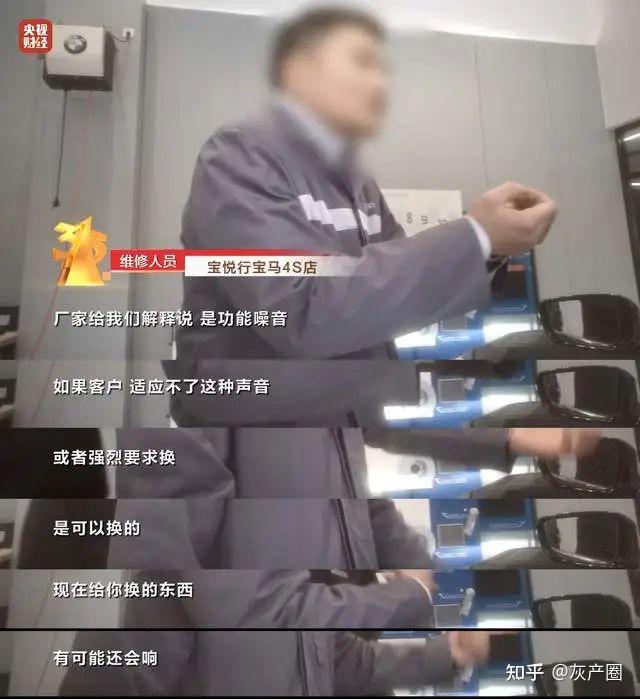 央视
财经
维修人员
宝悦行宝马4S店
8 9
厂家给我们解释说 是功能噪音
如果客户 适应不了这种声音
或者强烈要求换
是可以换的
现在给你换的东西
有可能还会响
知乎 @灰产圈